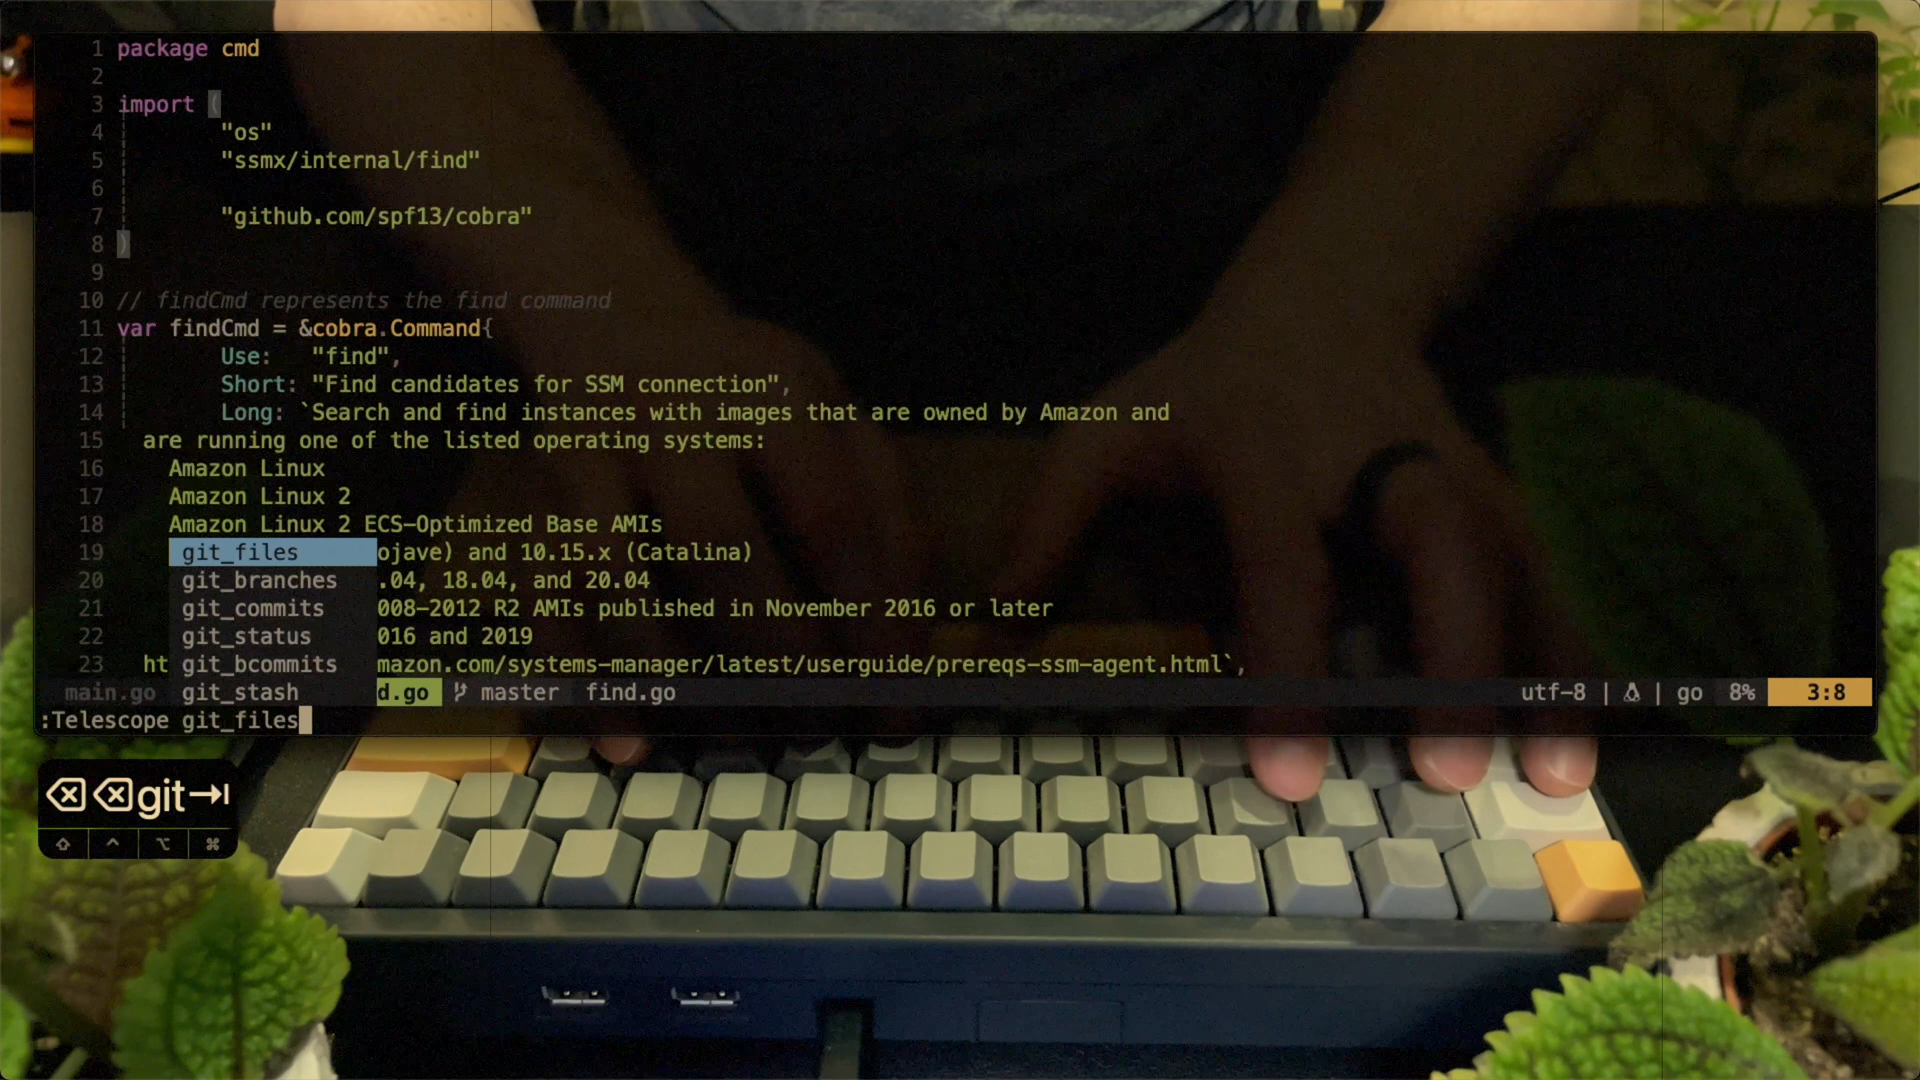 1 package cmd
2
3 import (
4 "os"
5 "ssmx/internal/find"
6
7 "github.com/spf13/cobra"
8 )
9
10 // findCmd represents the find command
11 var findCmd = &cobra.Command{
12 Use: "find",
13 Short: "Find candidates for SSM connection",
14 Long: `Search and find instances with images that are owned by Amazon and
15 are running one of the listed operating systems:
16 Amazon Linux
17 Amazon Linux 2
18 Amazon Linux 2 ECS-Optimized Base AMIs
19 git_files ojave) and 10.15.x (Catalina)
20 git_branches .04, 18.04, and 20.04
21 git_commits 008-2012 R2 AMIs published in November 2016 or later
22 git_status 016 and 2019
23 ht git_bcommits mazon.com/systems-manager/latest/userguide/prereqs-ssm-agent.html`,
main.go git_stash d.go master find.go utf-8 | | go 8% 3:8
:Telescope git_files
⌫⌫git⇥
⇧ ^ ⌥ ⌘